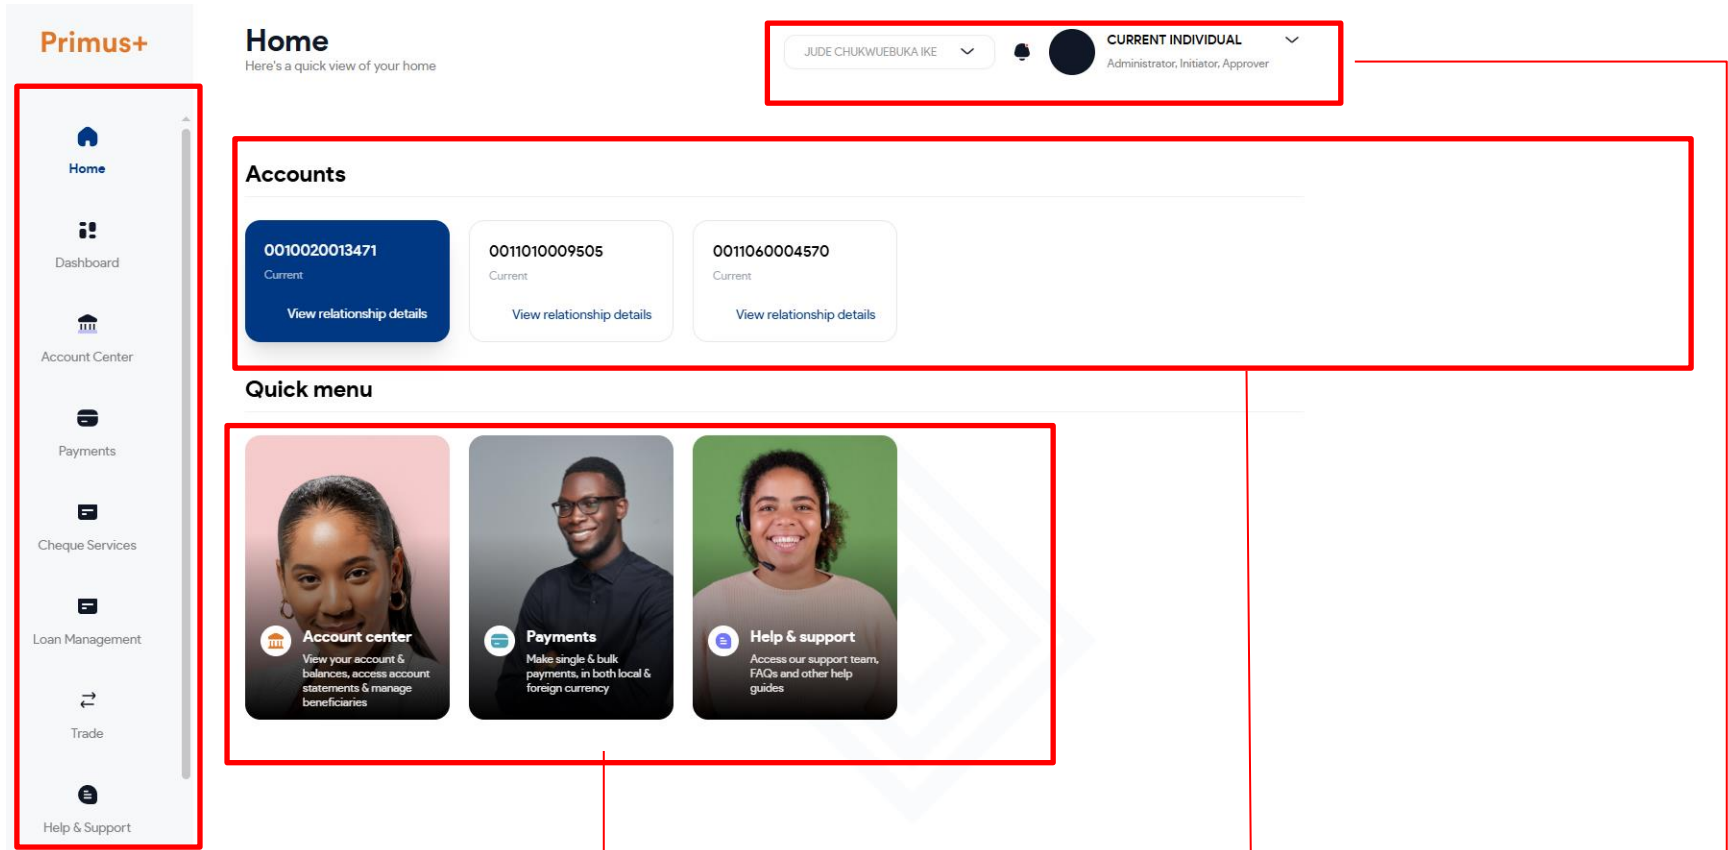 Primus+
Home
Here's a quick view of your home
JUDE CHUKWUEBUKA IKE
CURRENT INDIVIDUAL
Administrator, Initiator, Approver
Home
Dashboard
Account Center
Payments
Cheque Services
Loan Management
Trade
Help & Support
Accounts
0010020013471
Current
View relationship details
0011010009505
Current
View relationship details
0011060004570
Current
View relationship details
Quick menu
Account center
View your account &
balances, access account
statements & manage
beneficiaries
Payments
Make single & bulk
payments, in both local &
foreign currency
Help & support
Access our support team,
FAQs and other help
guides